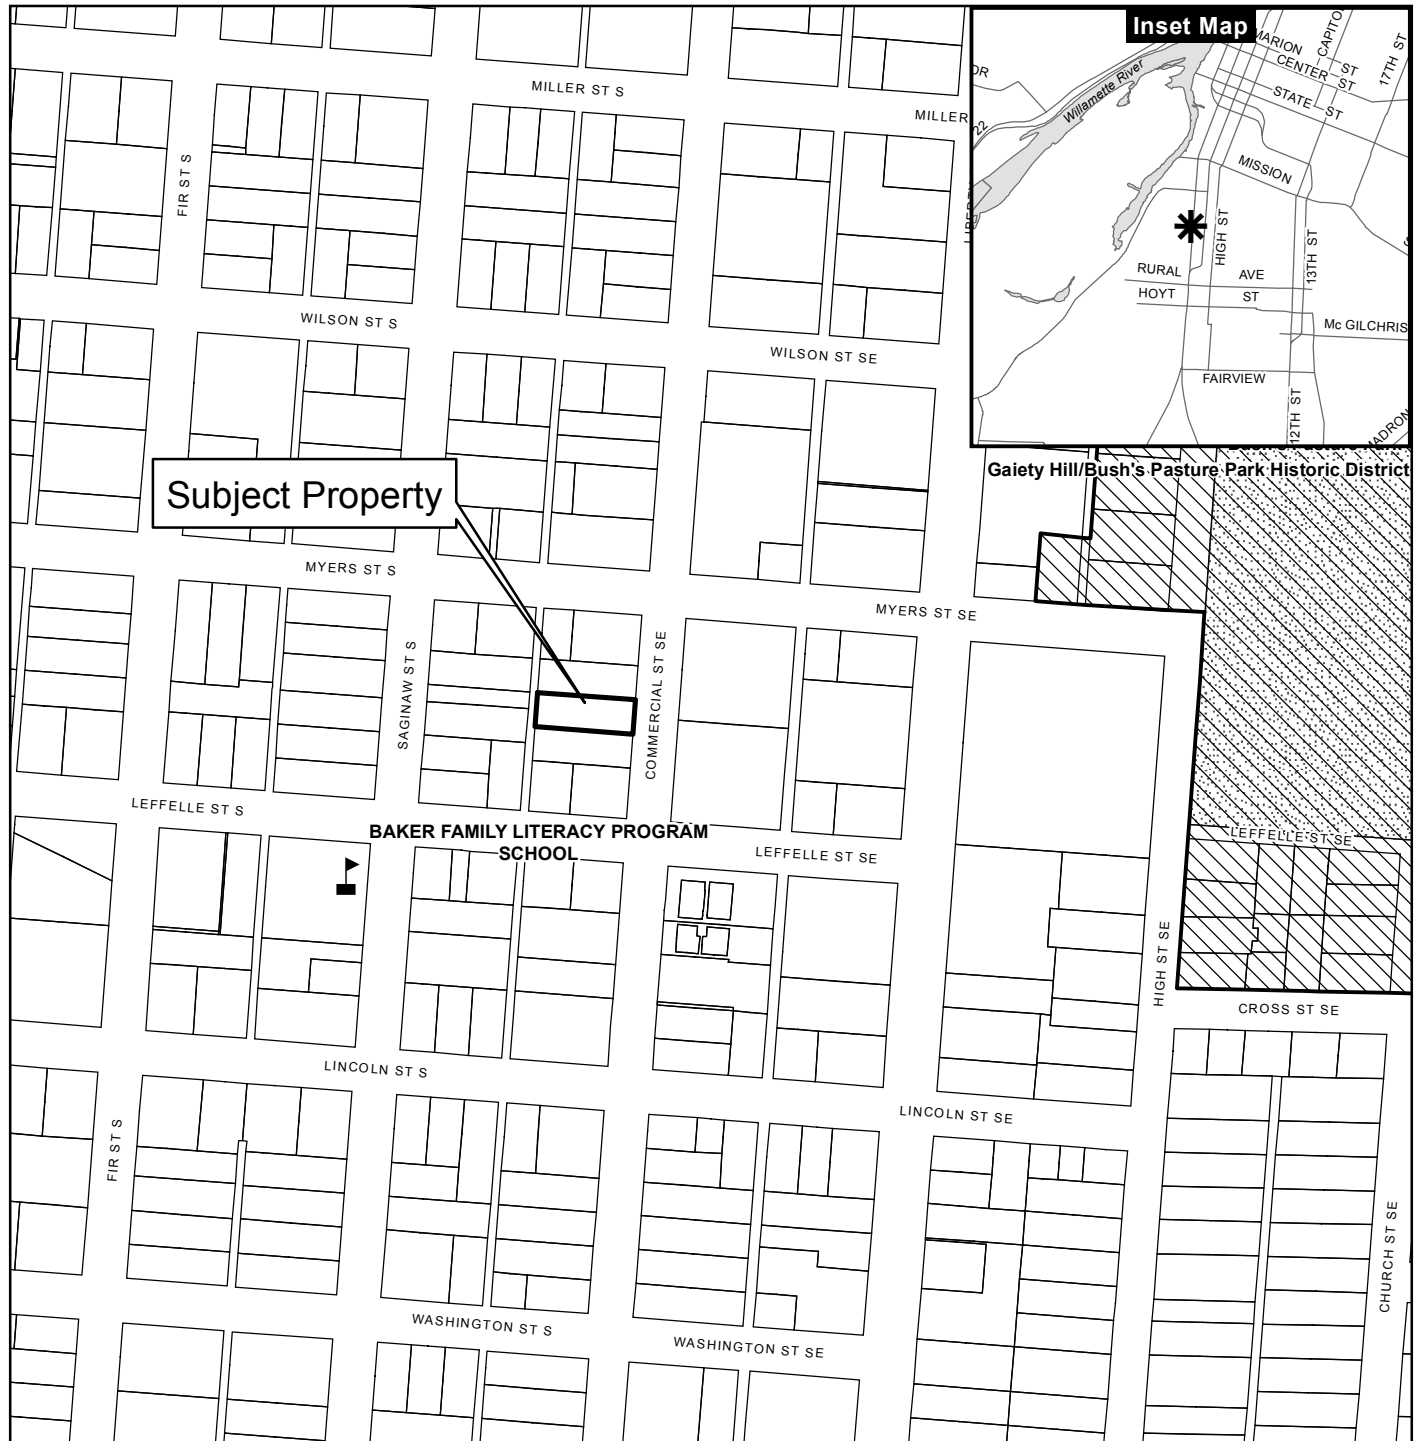 Inset Map
MARION ST
CENTER ST
STATE ST
CAPITO
17TH ST
DR
22
Willamette River
MISSION
HIGH ST
13TH ST
RURAL AVE
HOYT ST
Mc GILCHRIS
FAIRVIEW
12TH ST
MADRON
MILLER ST S
MILLER
FIR ST S
WILSON ST S
WILSON ST SE
Gaiety Hill/Bush's Pasture Park Historic District
Subject Property
MYERS ST S
MYERS ST SE
SAGINAW ST S
COMMERCIAL ST SE
LEFFELLE ST S
BAKER FAMILY LITERACY PROGRAM
SCHOOL
LEFFELLE ST SE
LEFFELLE ST SE
HIGH ST SE
CROSS ST SE
LINCOLN ST S
LINCOLN ST SE
FIR ST S
CHURCH ST SE
WASHINGTON ST S
WASHINGTON ST SE